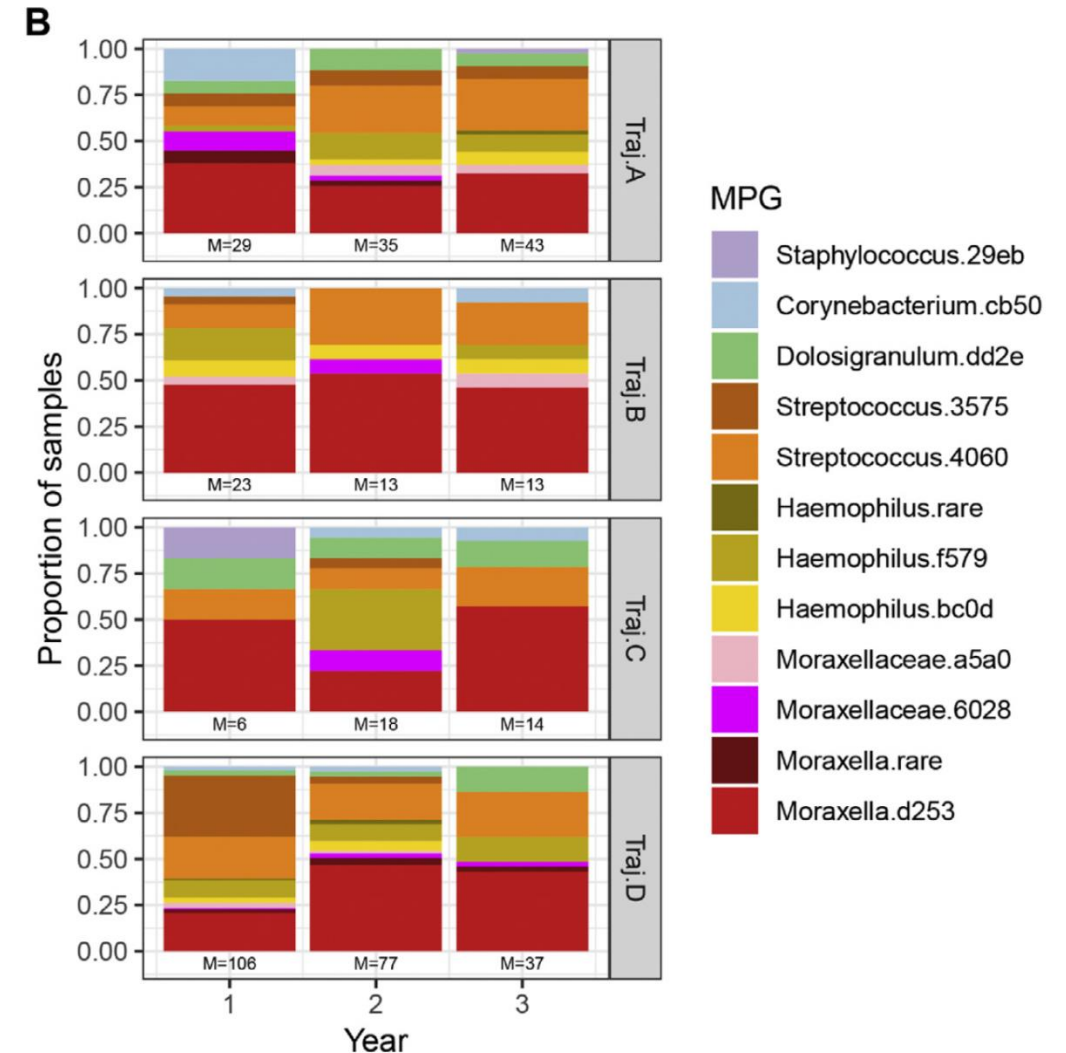 B
Proportion of samples
1.00
0.75
0.50
0.25
0.00
M=29 M=35 M=43
Traj.A
1.00
0.75
0.50
0.25
0.00
M=23 M=13 M=13
Traj.B
1.00
0.75
0.50
0.25
0.00
M=6 M=18 M=14
Traj.C
1.00
0.75
0.50
0.25
0.00
M=106 M=77 M=37
Traj.D
1 2 3
Year
MPG
Staphylococcus.29eb
Corynebacterium.cb50
Dolosigranulum.dd2e
Streptococcus.3575
Streptococcus.4060
Haemophilus.rare
Haemophilus.f579
Haemophilus.bc0d
Moraxellaceae.a5a0
Moraxellaceae.6028
Moraxella.rare
Moraxella.d253